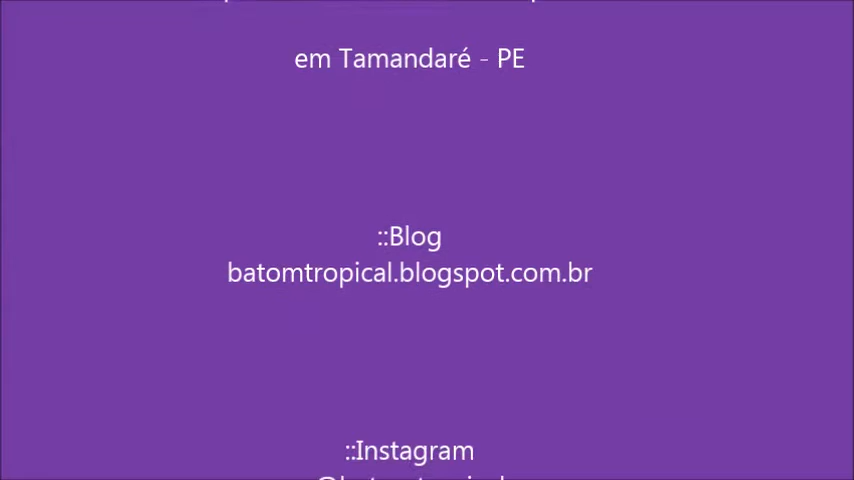 em Tamandaré - PE
::Blog
batomtropical.blogspot.com.br
::Instagram